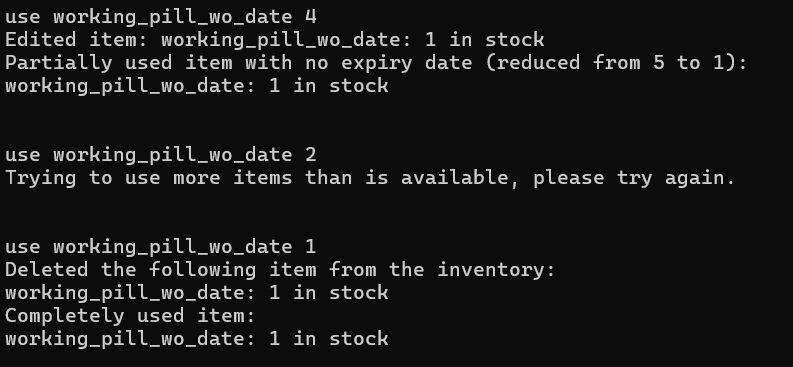 use working_pill_wo_date 4
Edited item: working_pill_wo_date: 1 in stock
Partially used item with no expiry date (reduced from 5 to 1):
working_pill_wo_date: 1 in stock
use working_pill_wo_date 2
Trying to use more items than is available, please try again.
use working_pill_wo_date 1
Deleted the following item from the inventory:
working_pill_wo_date: 1 in stock
Completely used item:
working_pill_wo_date: 1 in stock